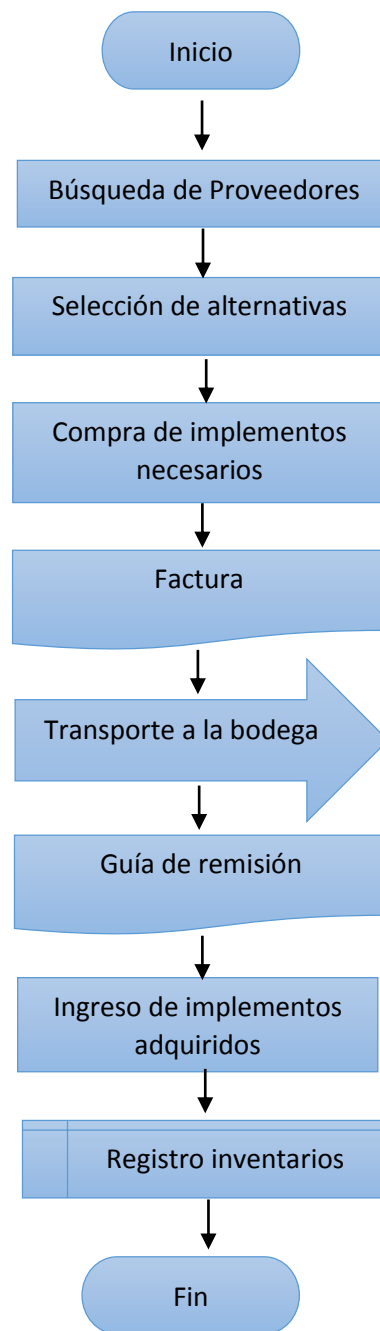 Inicio
Búsqueda de Proveedores
Selección de alternativas
Compra de implementos
necesarios
Factura
Transporte a la bodega
Guía de remisión
Ingreso de implementos
adquiridos
Registro inventarios
Fin